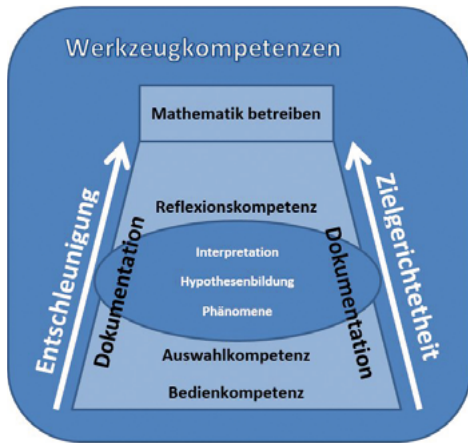 Werkzeugkompetenzen
Mathematik betreiben
Entschleunigung
Dokumentation
Reflexionskompetenz
Interpretation
Hypothesenbildung
Phänomene
Auswahlkompetenz
Bedienkompetenz
Dokumentation
Zielgerichtetheit